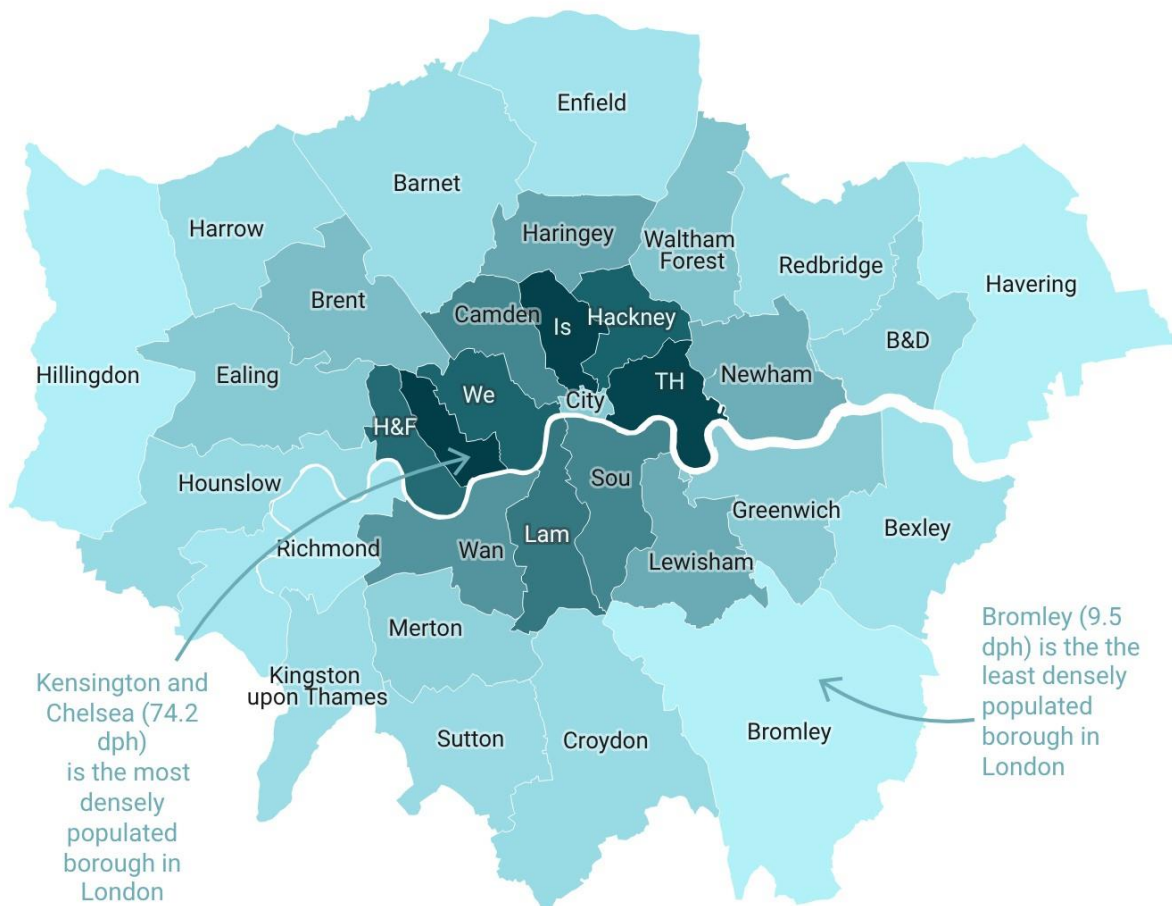 Enfield
Barnet
Harrow
Haringey
Waltham
Forest
Redbridge
Havering
Brent
Camden
Is
Hackney
B&D
Hillingdon
Ealing
We
City
TH
Newham
H&F
Hounslow
Sou
Greenwich
Bexley
Richmond
Wan
Lam
Lewisham
Merton
Kingston
upon Thames
Sutton
Croydon
Bromley
Kensington and
Chelsea (74.2
dph)
is the most
densely
populated
borough in
London
Bromley (9.5
dph) is the the
least densely
populated
borough in
London